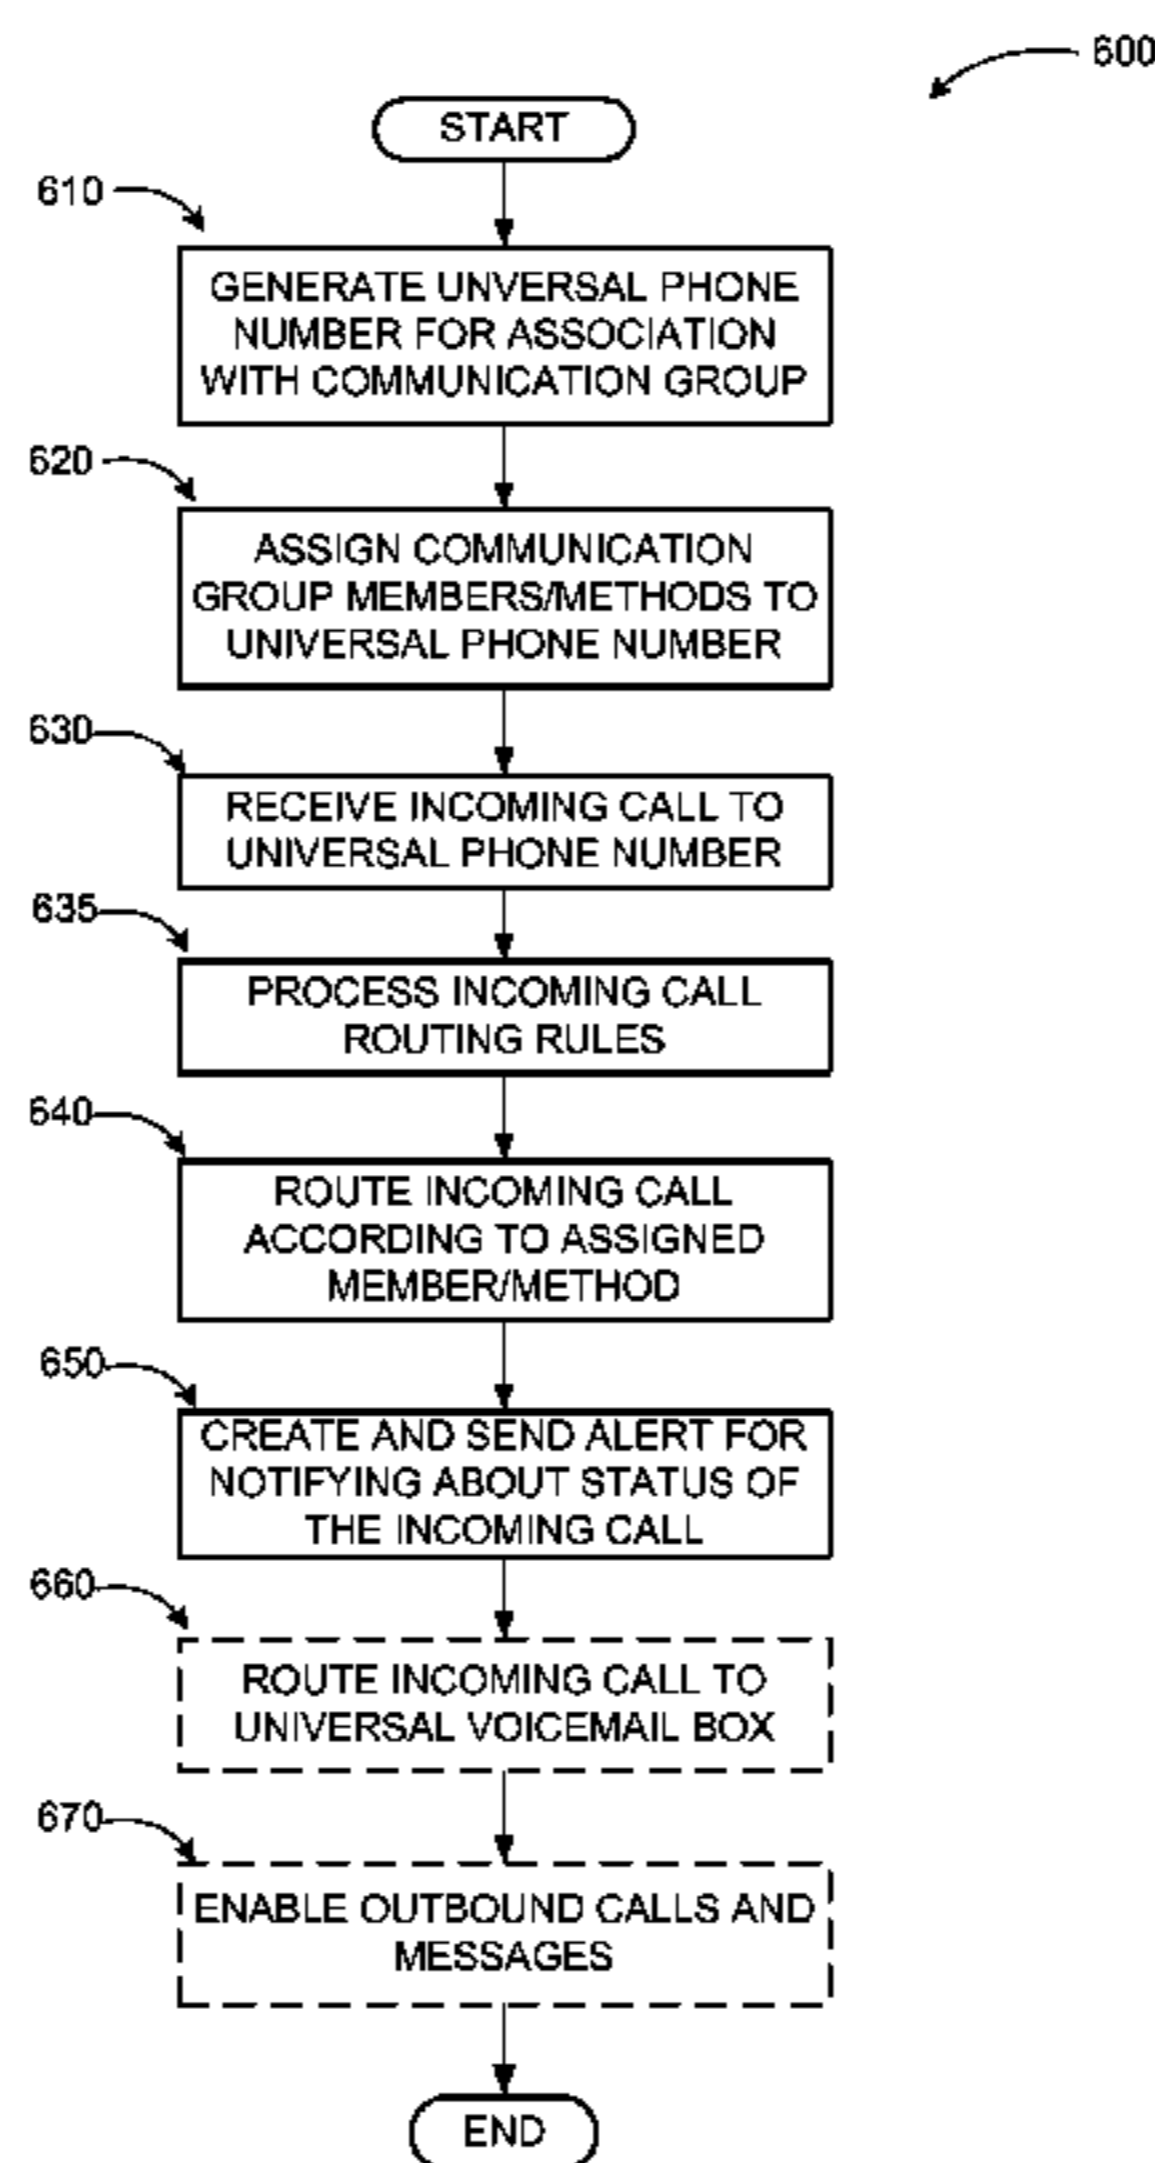 600
START
610
GENERATE UNVERSAL PHONE
NUMBER FOR ASSOCIATION
WITH COMMUNICATION GROUP
620
ASSIGN COMMUNICATION
GROUP MEMBERS/METHODS TO
UNIVERSAL PHONE NUMBER
630
RECEIVE INCOMING CALL TO
UNIVERSAL PHONE NUMBER
635
PROCESS INCOMING CALL
ROUTING RULES
640
ROUTE INCOMING CALL
ACCORDING TO ASSIGNED
MEMBER/METHOD
650
CREATE AND SEND ALERT FOR
NOTIFYING ABOUT STATUS OF
THE INCOMING CALL
660
ROUTE INCOMING CALL TO
UNIVERSAL VOICEMAIL BOX
670
ENABLE OUTBOUND CALLS AND
MESSAGES
END